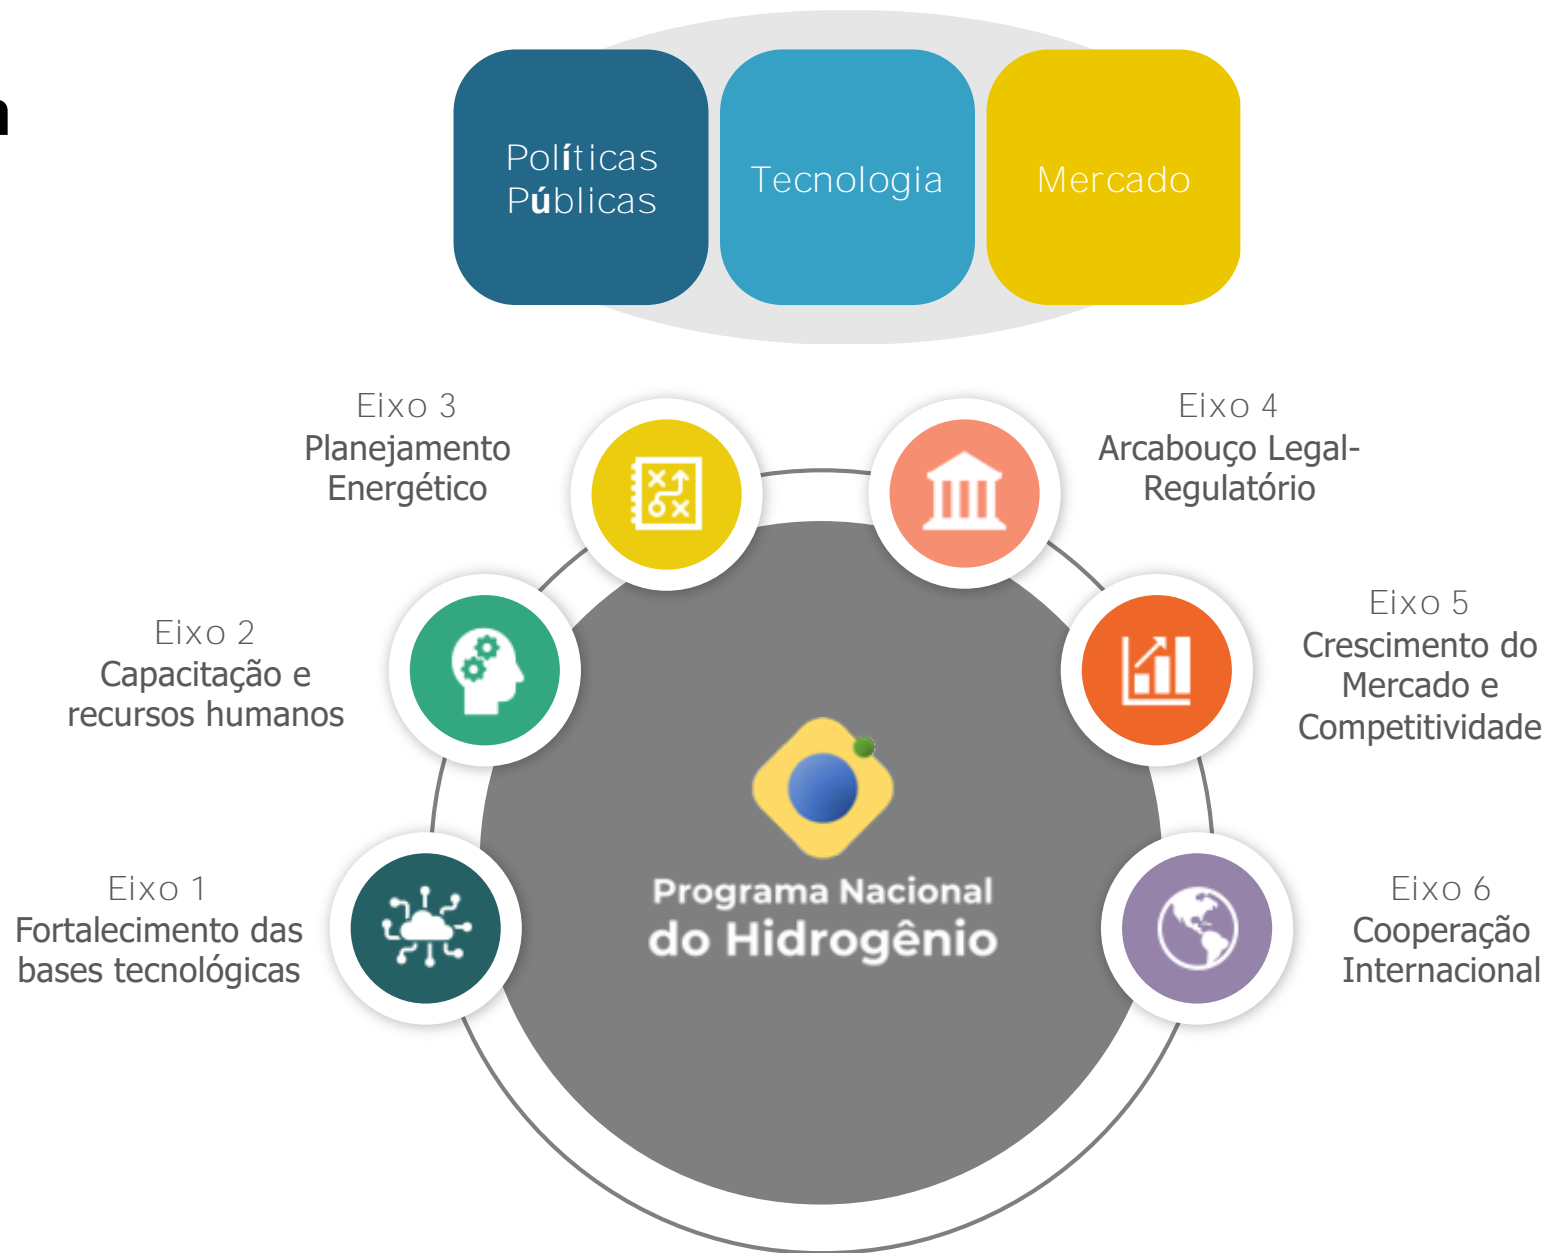 Políticas
Públicas
Tecnologia
Mercado
Eixo 3
Planejamento
Energético
Eixo 4
Arcabouço Legal-
Regulatório
Eixo 2
Capacitação e
recursos humanos
Eixo 5
Crescimento do
Mercado e
Competitividade
Programa Nacional
do Hidrogênio
Eixo 1
Fortalecimento das
bases tecnológicas
Eixo 6
Cooperação
Internacional